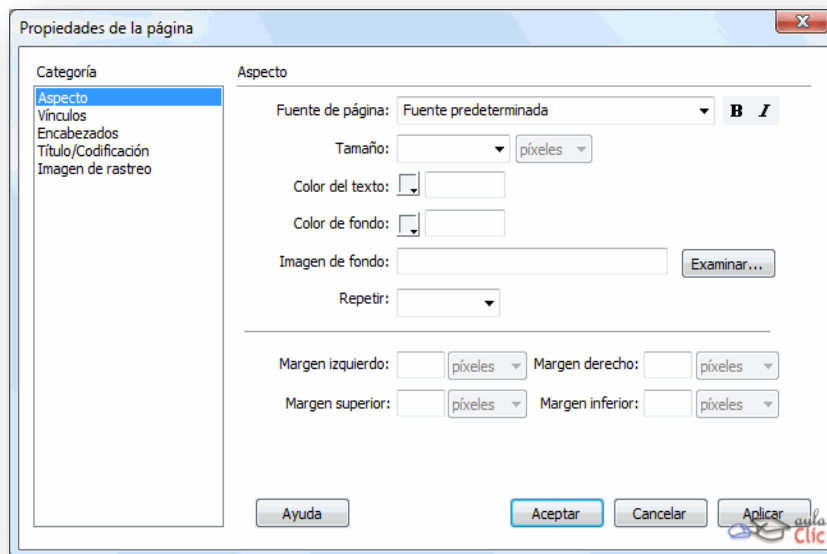 Propiedades de la página
Categoría
Aspecto
Vínculos
Encabezados
Título/Codificación
Imagen de rastreo
Aspecto
Fuente de página: Fuente predeterminada B I
Tamaño: píxeles
Color del texto:
Color de fondo:
Imagen de fondo: Examinar...
Repetir:
Margen izquierdo: píxeles Margen derecho: píxeles
Margen superior: píxeles Margen inferior: píxeles
Ayuda Aceptar Cancelar Aplicar
aula
Clic